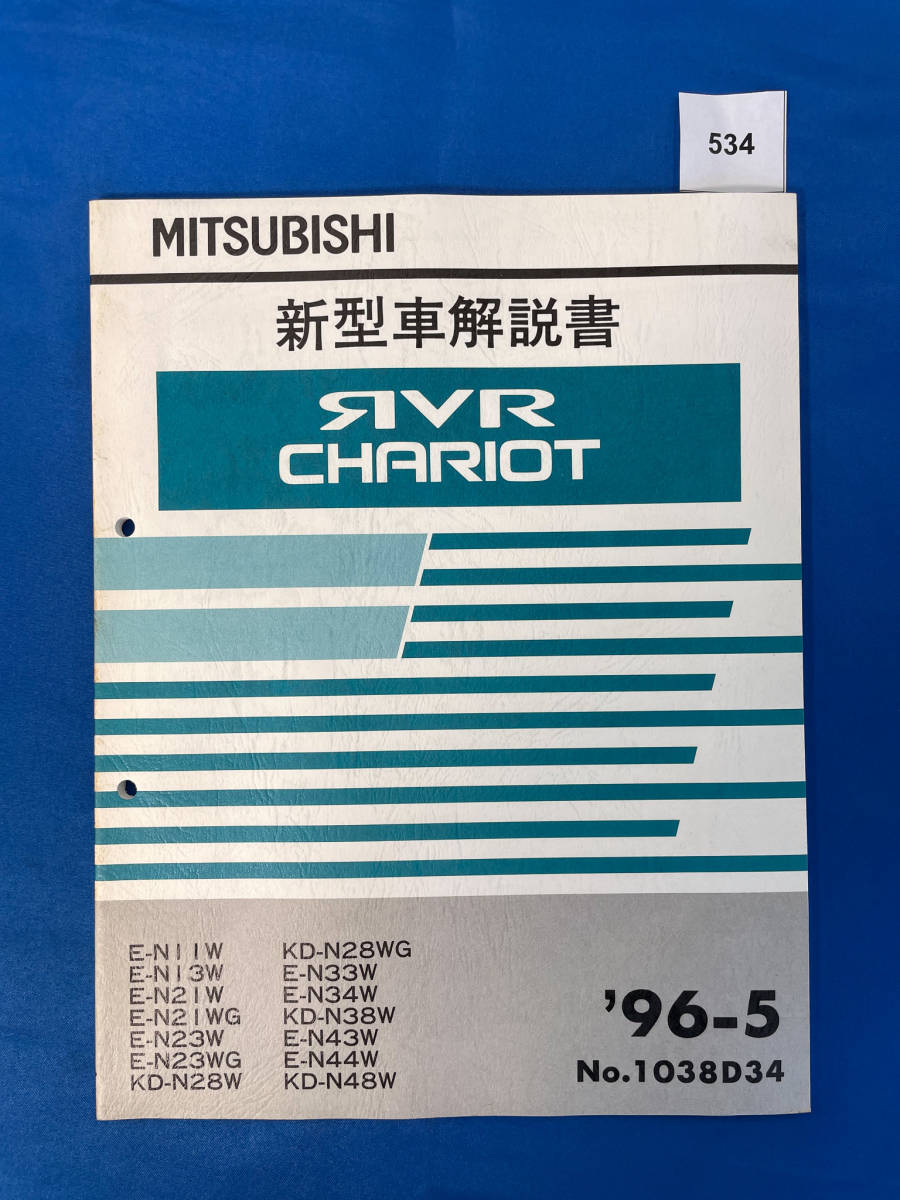 534
MITSUBISHI
新型車解説書
RVR
CHARIOT
E-N11W KD-N28WG
E-N13W E-N33W
E-N21W E-N34W
E-N21WG KD-N38W
E-N23W E-N43W
E-N23WG E-N44W
KD-N28W KD-N48W
'96-5
No.1038D34